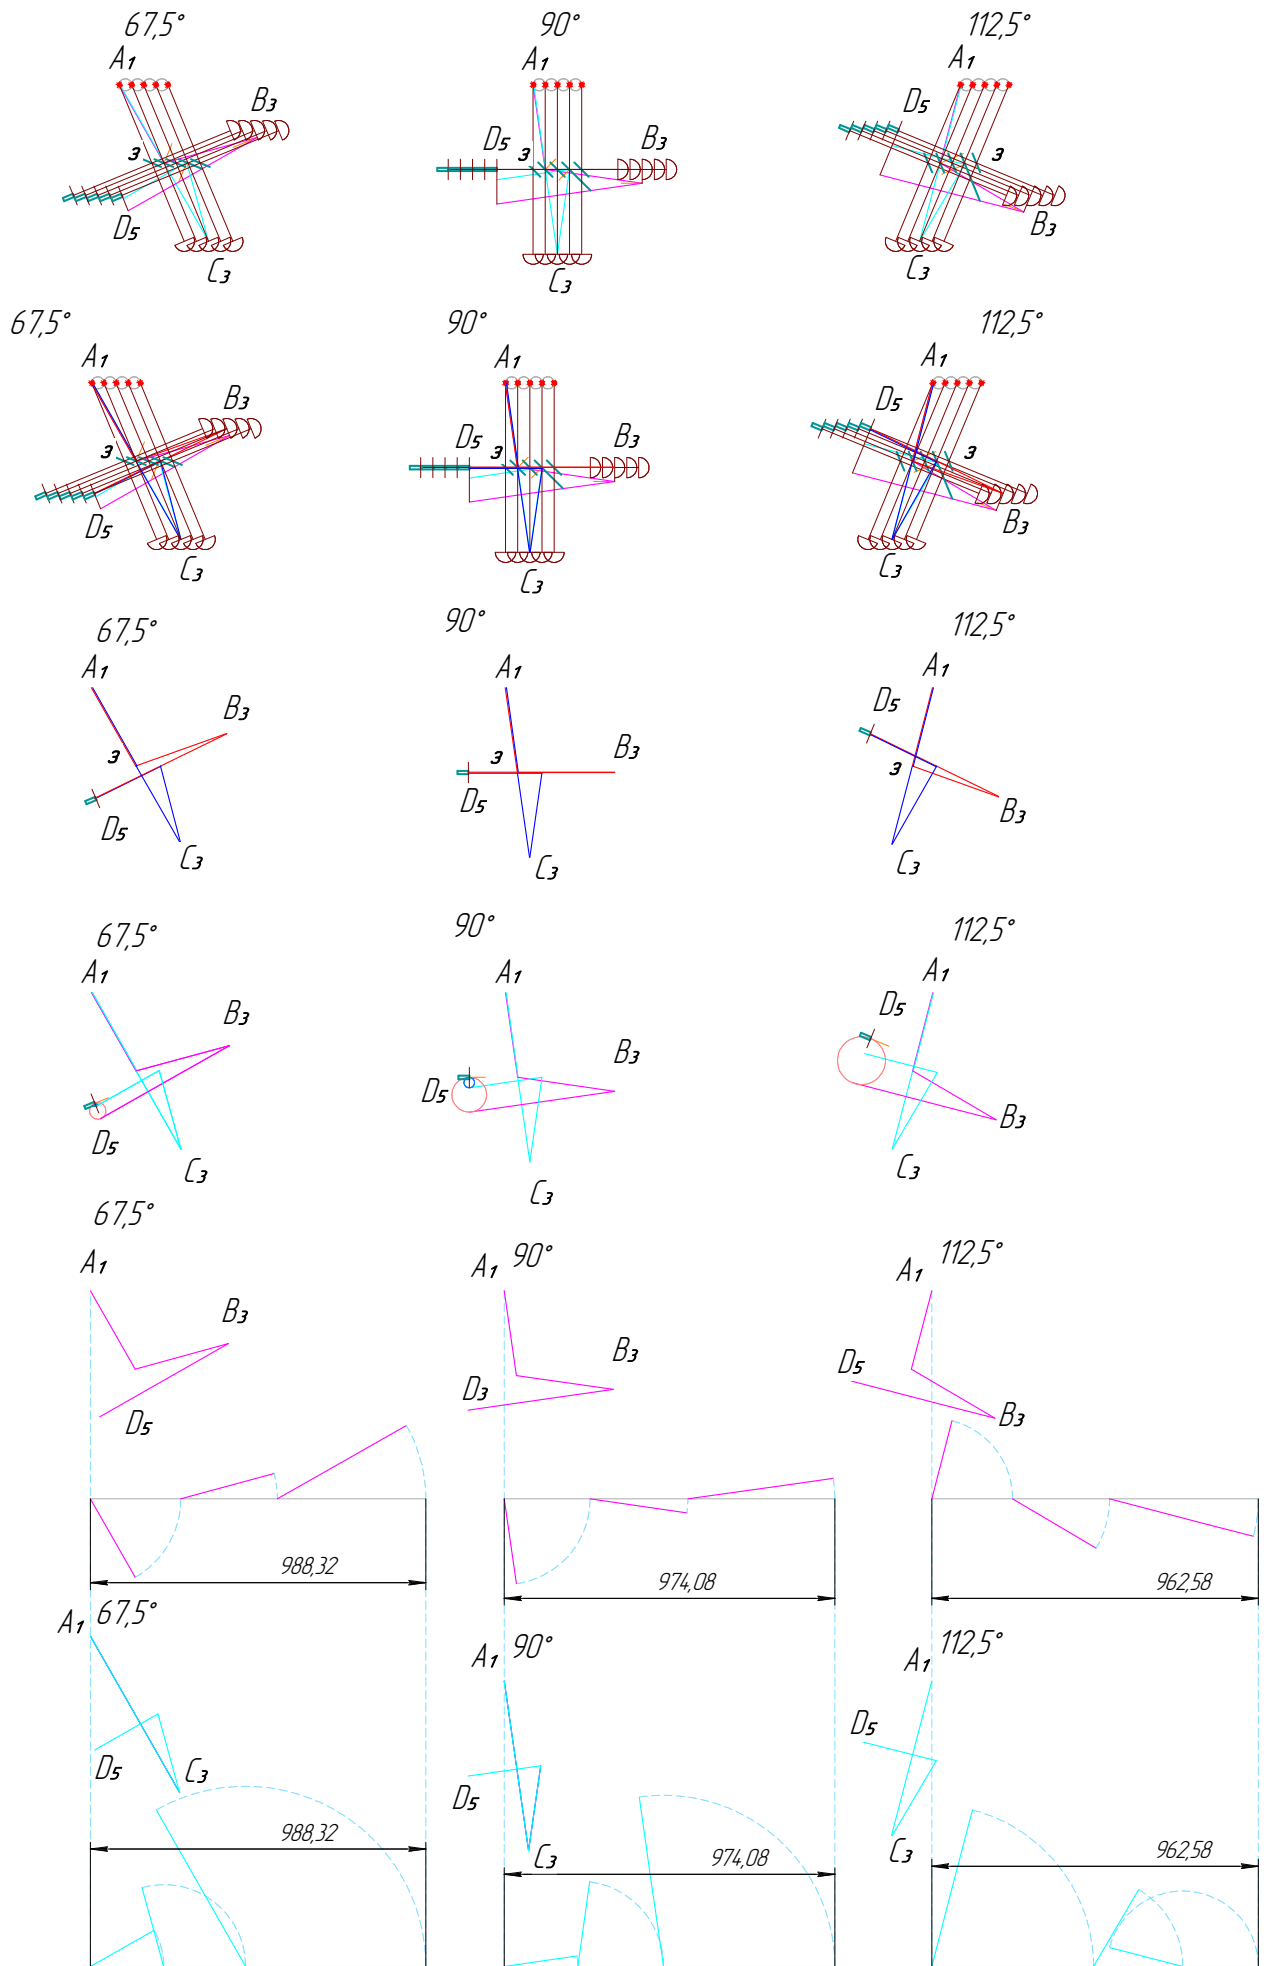 67,5° 90° 112,5°
A1 A1 A1
B3 D5 B3 D5
3 3 3
D5 C3 C3 C3 B3
67,5° 90° 112,5°
A1 A1 A1
B3 D5 B3 D5
3 3 3
D5 C3 C3 C3 B3
67,5° 90° 112,5°
A1 A1 A1
B3 B3 D5
3 3 3
D5 C3 D5 C3 C3 B3
67,5° 90° 112,5°
A1 A1 A1
B3 B3 D5
D5 C3 D5 C3 C3 B3
67,5° 90° 112,5°
A1 A1 A1
B3 B3 D5
D5 D3 B3
988,32 974,08 962,58
A1 67,5° A1 90° A1 112,5°
D5 C3 D5 C3 D5 C3
988,32 974,08 962,58